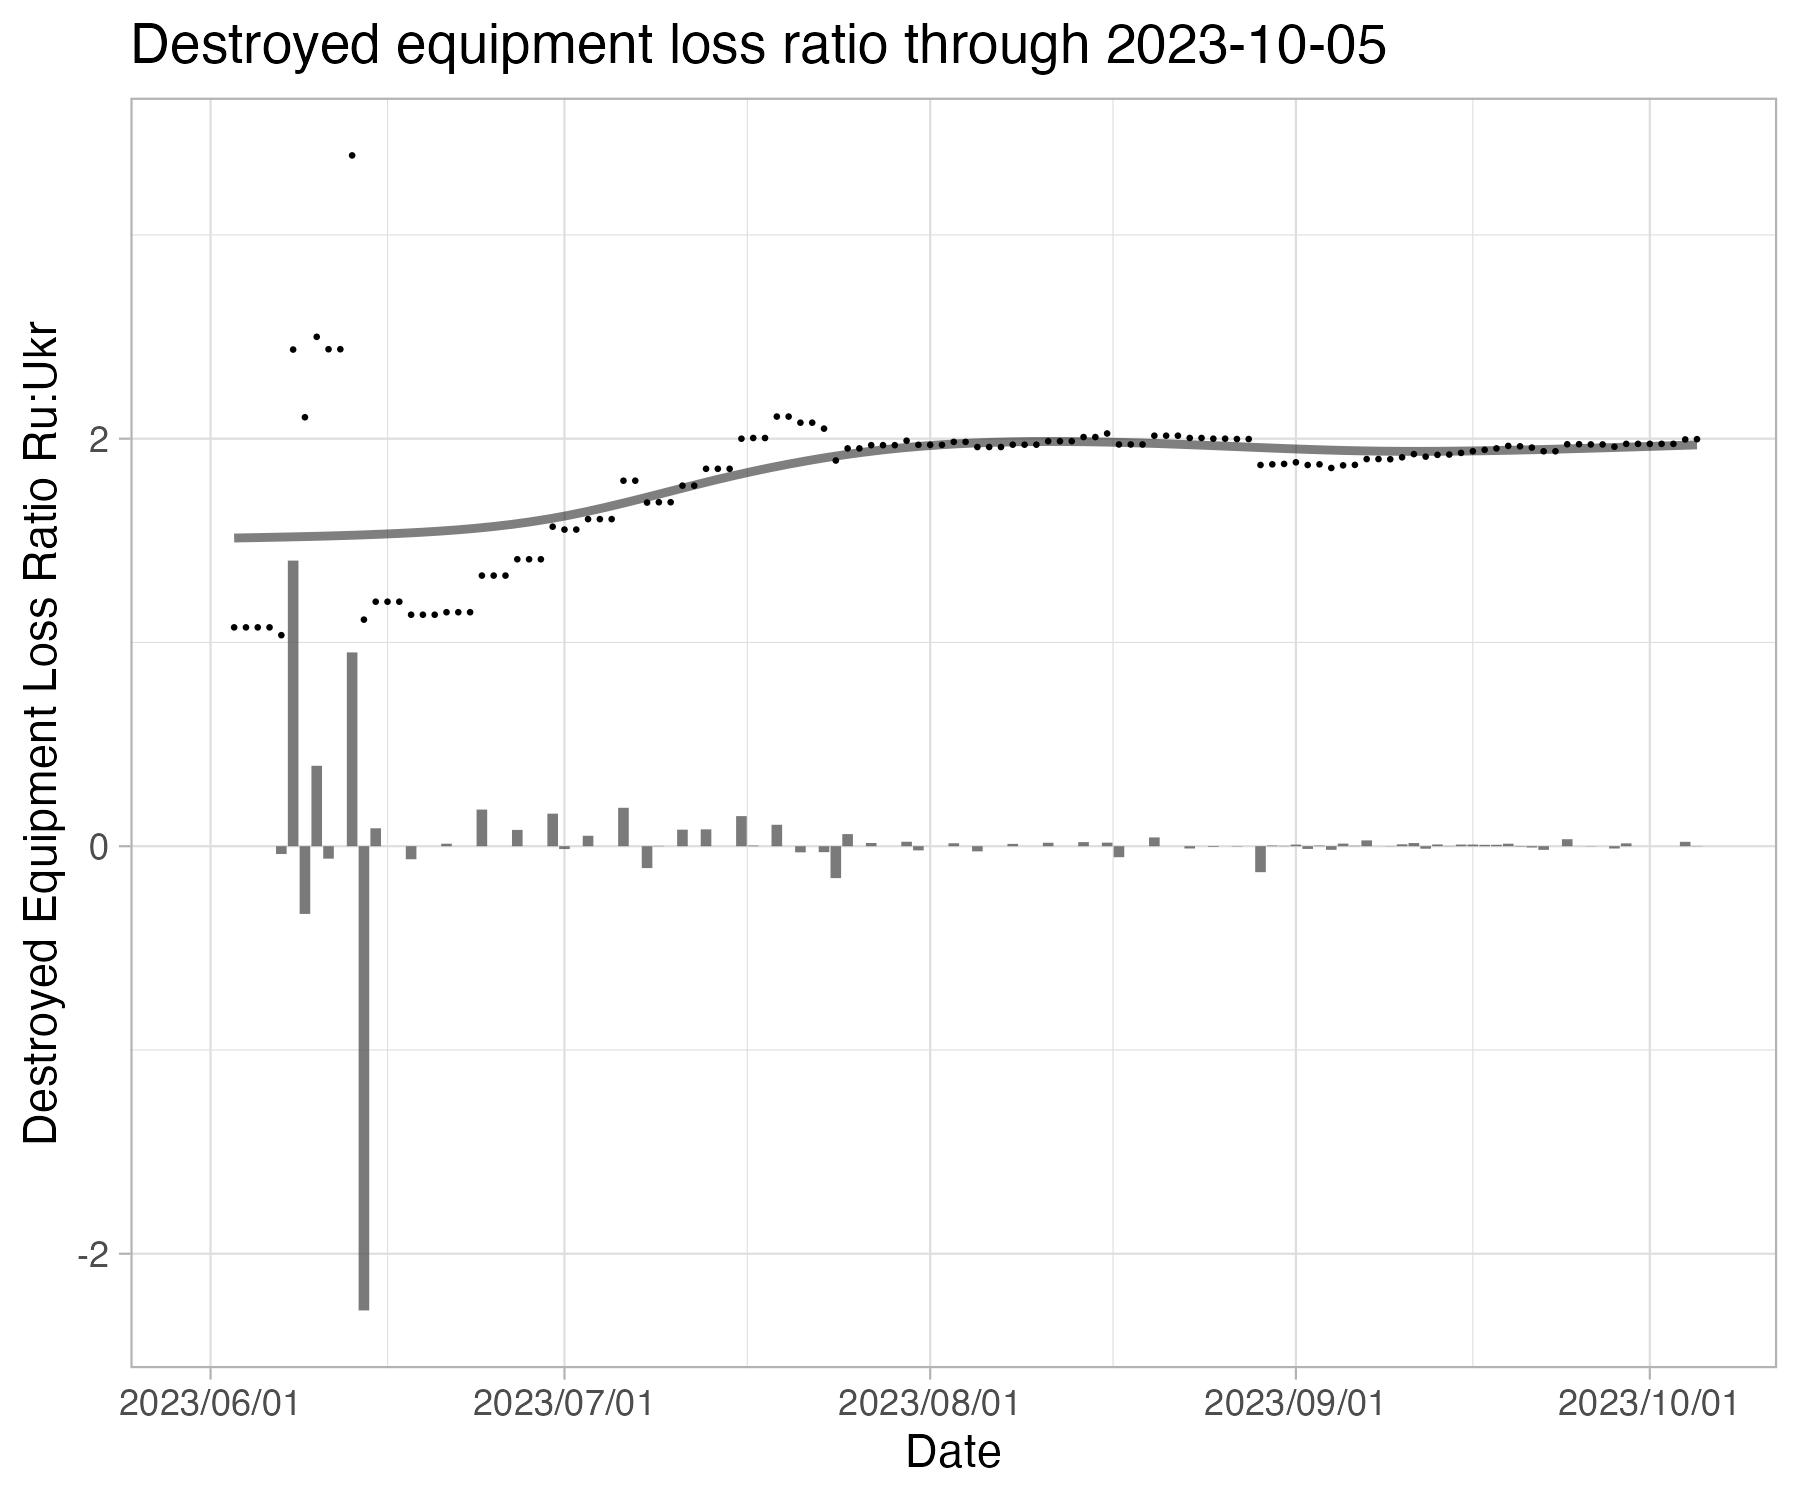 Destroyed equipment loss ratio through 2023-10-05
Destroyed Equipment Loss Ratio Ru:Ukr
2
0
-2
2023/06/01
2023/07/01
2023/08/01
2023/09/01
2023/10/01
Date